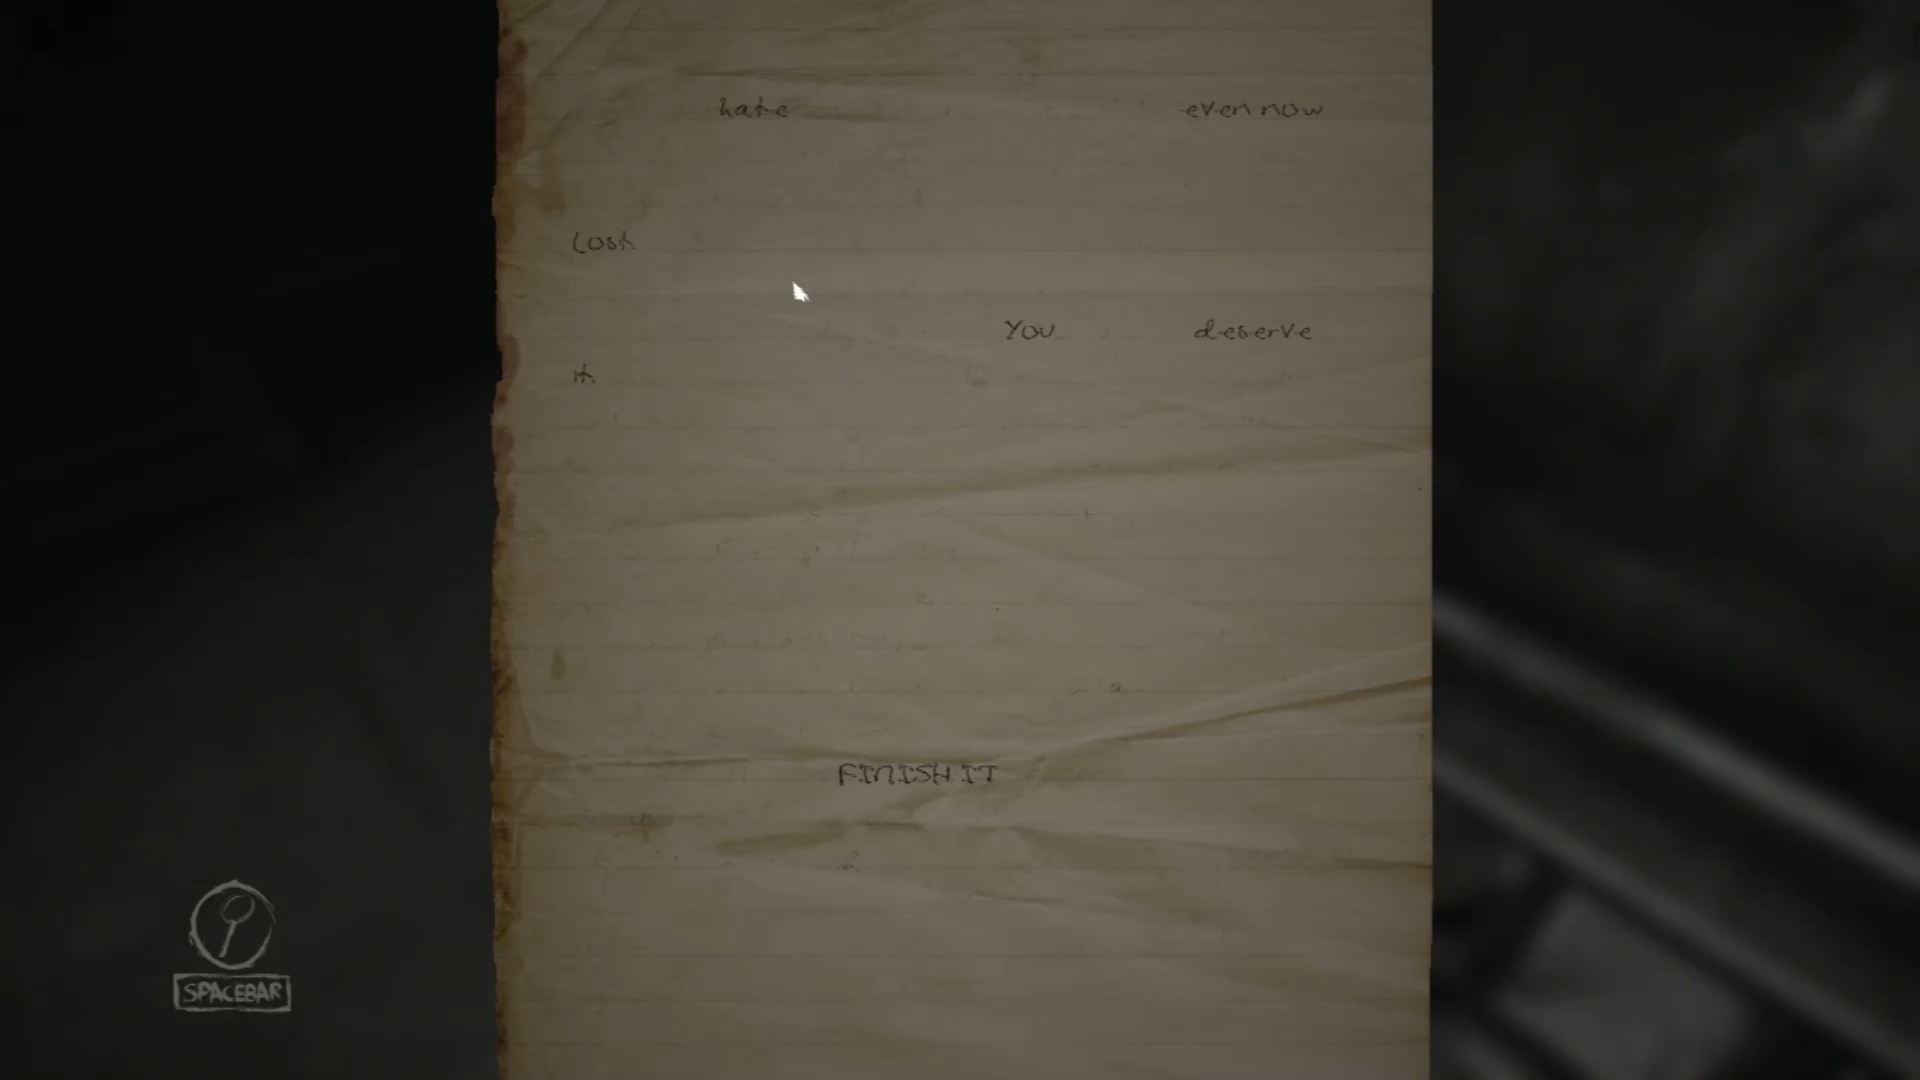 hate even now
Lost
You deserve
it.
FINISH IT
SPACEBAR